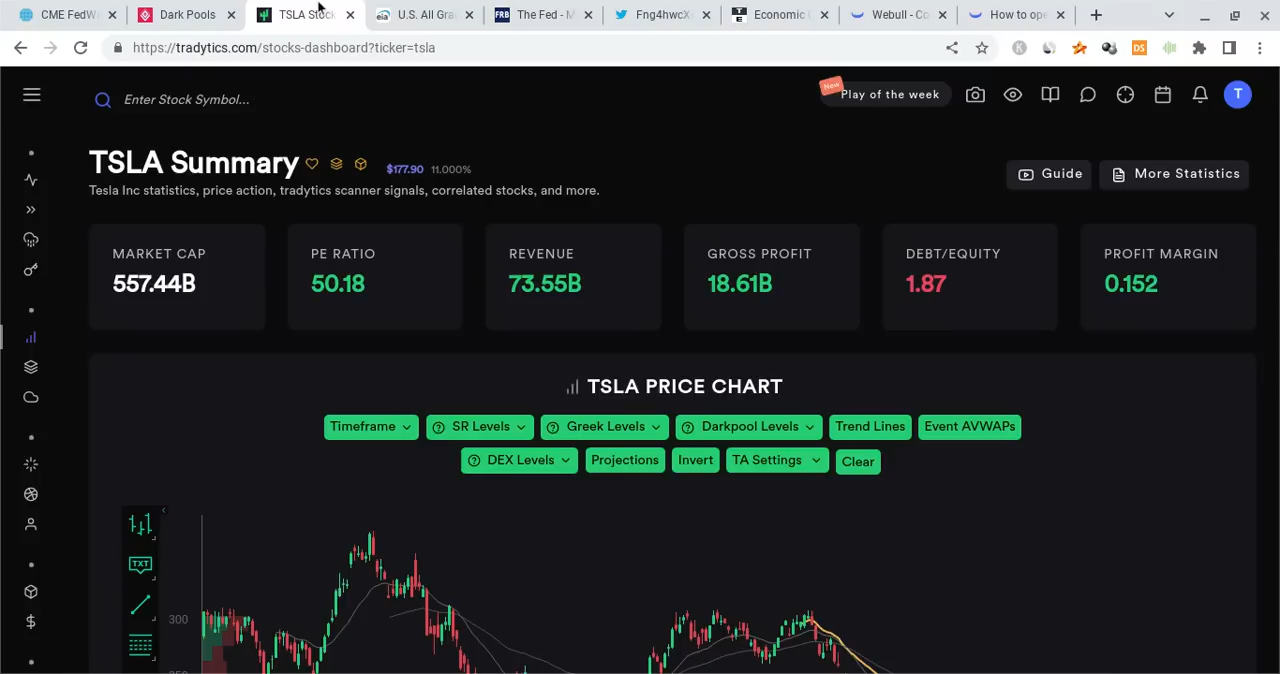 CME FedW
Dark Pools
TSLA Stoc
U.S. All Gra
The Fed - M
Fng4hwcX
Economic
Webull - Co
How to ope
https://tradytics.com/stocks-dashboard?ticker=tsla
Enter Stock Symbol...
New
Play of the week
T
TSLA Summary
$177.90 11.000%
Tesla Inc statistics, price action, tradytics scanner signals, correlated stocks, and more.
Guide
More Statistics
MARKET CAP
557.44B
PE RATIO
50.18
REVENUE
73.55B
GROSS PROFIT
18.61B
DEBT/EQUITY
1.87
PROFIT MARGIN
0.152
TSLA PRICE CHART
Timeframe
SR Levels
Greek Levels
Darkpool Levels
Trend Lines
Event AVWAPs
DEX Levels
Projections
Invert
TA Settings
Clear
TXT
300